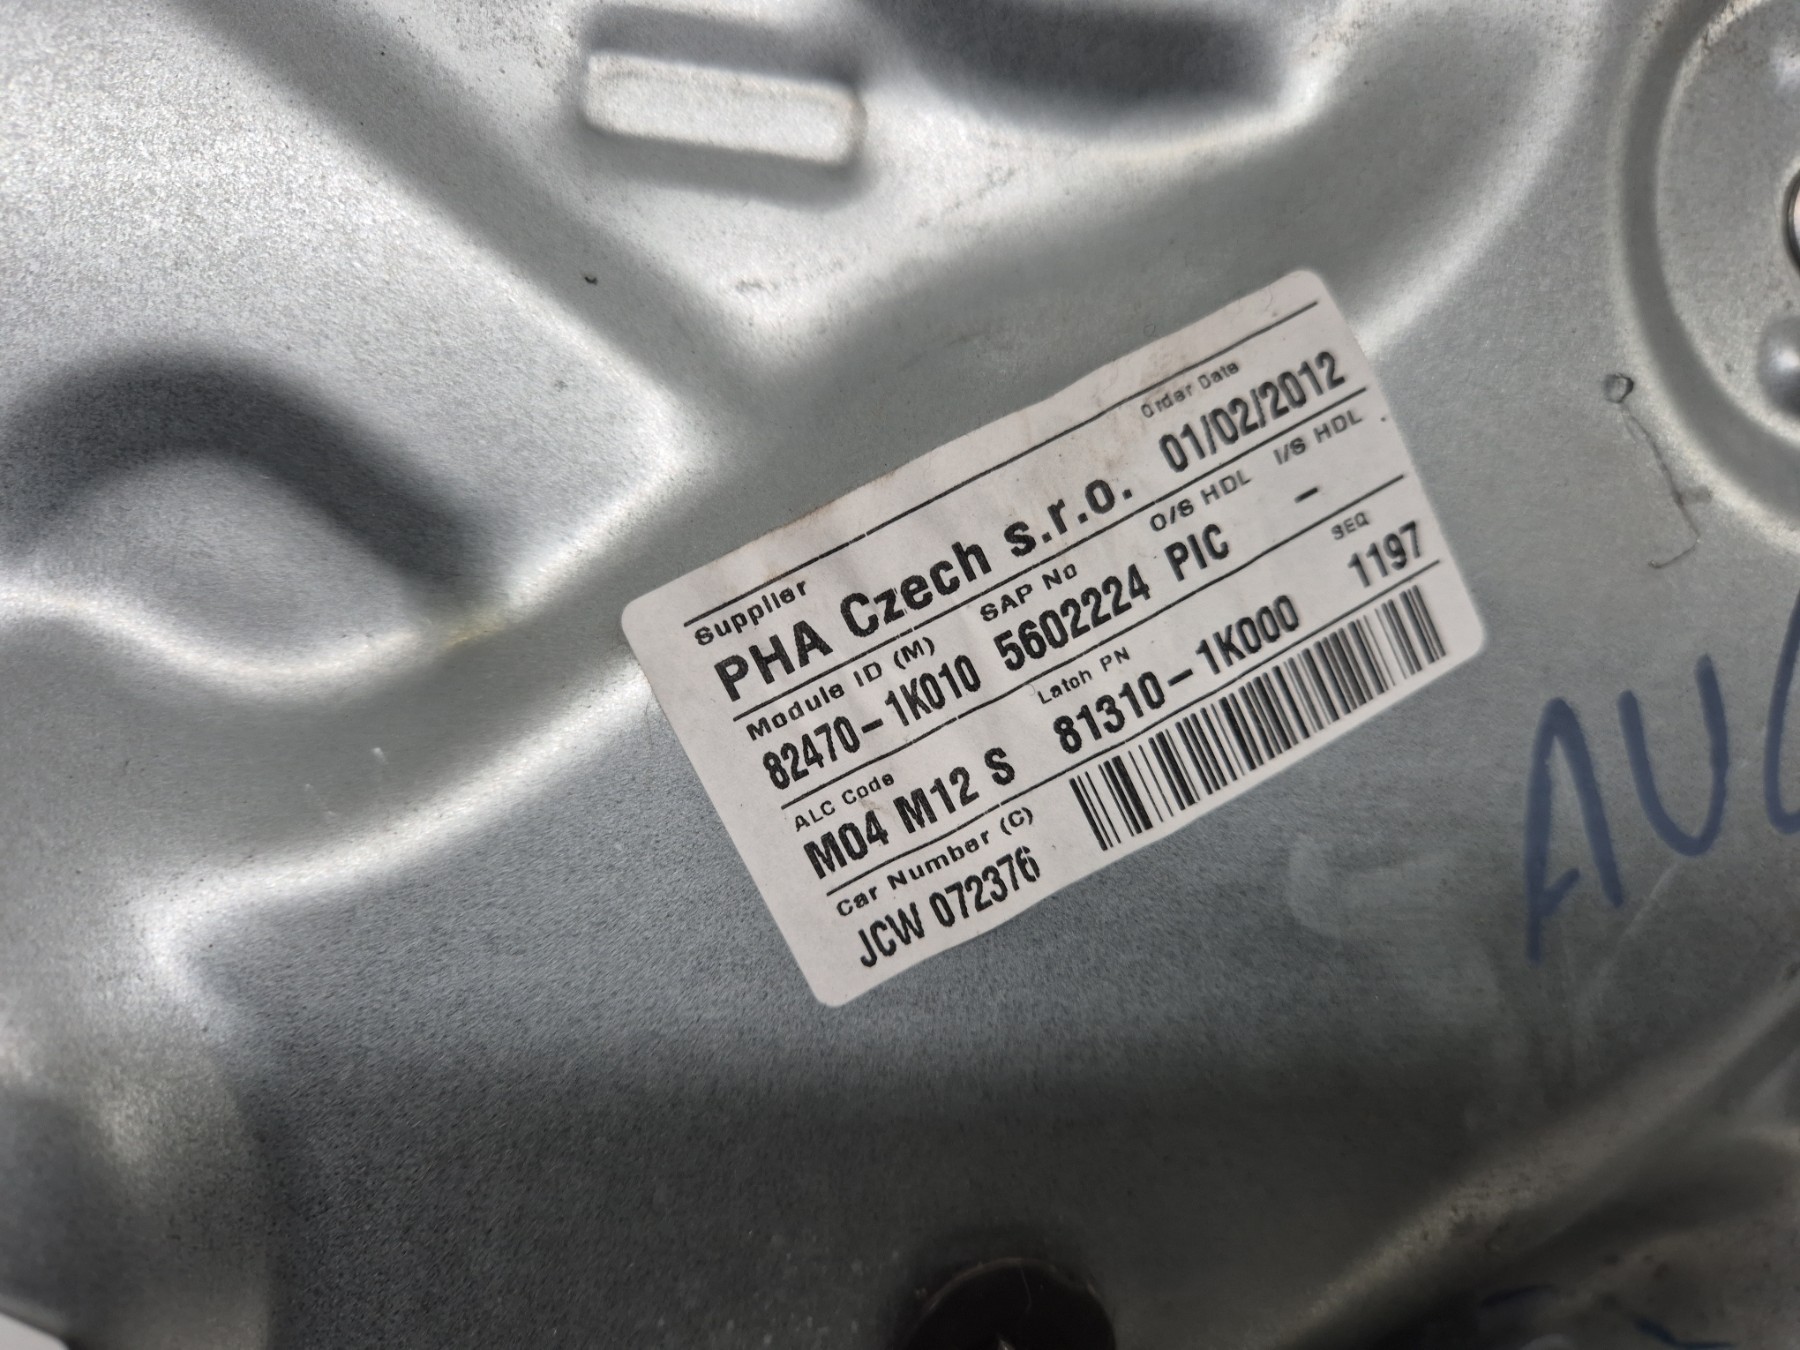 Supplier Order Date
PHA Czech s.r.o. 01/02/2012
Module ID (M) SAP No O/S HDL I/S HDL
82470-1K010 5602224 PIC -
ALC Code Latch PN SEQ
M04 M12 S 81310-1K000 1197
Car Number (C)
JCW 072376